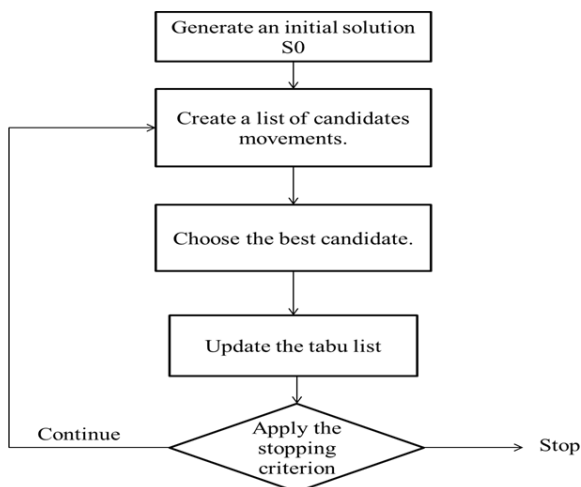 Generate an initial solution
S0
Create a list of candidates
movements.
Choose the best candidate.
Update the tabu list
Apply the
stopping
criterion
Continue
Stop